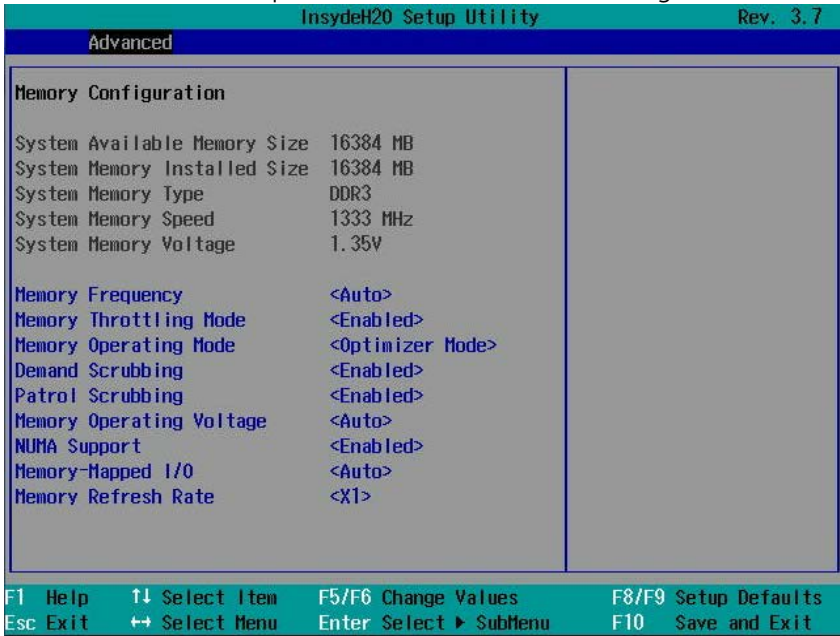 InsydeH20 Setup Utility Rev. 3.7
Advanced
Memory Configuration
System Available Memory Size 16384 MB
System Memory Installed Size 16384 MB
System Memory Type DDR3
System Memory Speed 1333 MHz
System Memory Voltage 1.35V
Memory Frequency <Auto>
Memory Throttling Mode <Enabled>
Memory Operating Mode <Optimizer Mode>
Demand Scrubbing <Enabled>
Patrol Scrubbing <Enabled>
Memory Operating Voltage <Auto>
NUMA Support <Enabled>
Memory-Mapped I/O <Auto>
Memory Refresh Rate <X1>
F1 Help ↑↓ Select Item F5/F6 Change Values F8/F9 Setup Defaults
Esc Exit ↔ Select Menu Enter Select ▶ SubMenu F10 Save and Exit